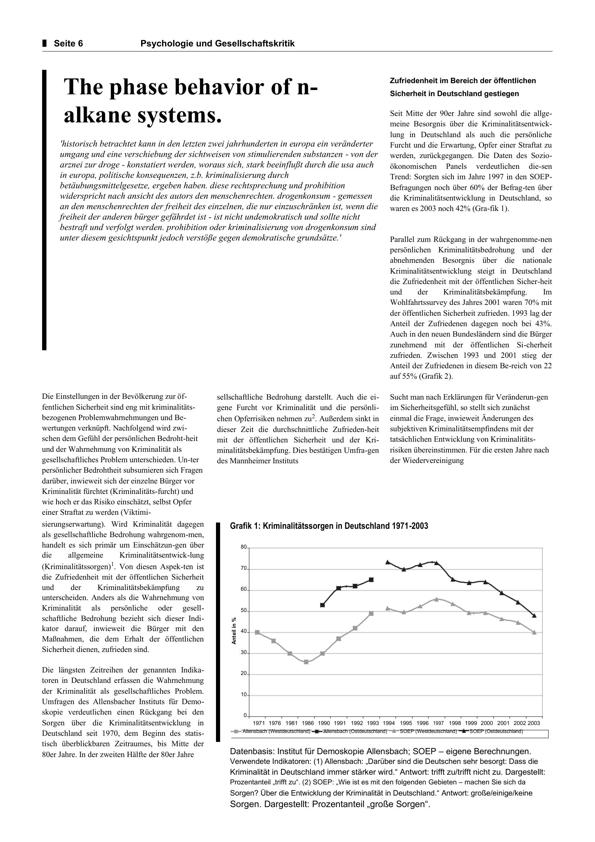 Seite 6 Psychologie und Gesellschaftskritik
The phase behavior of n-
alkane systems.
'historisch betrachtet kann in den letzten zwei jahrhunderten in europa ein veränderter
umgang und eine verschiebung der sichtweisen von stimulierenden substanzen - von der
arznei zur droge - konstatiert werden, woraus sich, stark beeinflußt durch die usa auch
in europa, politische konsequenzen, z.b. kriminalisierung durch
betäubungsmittelgesetze, ergeben haben. diese rechtsprechung und prohibition
widerspricht nach ansicht des autors den menschenrechten. drogenkonsum - gemessen
an den menschenrechten der freiheit des einzelnen, die nur einzuschränken ist, wenn die
freiheit der anderen bürger gefährdet ist - ist nicht undemokratisch und sollte nicht
bestraft und verfolgt werden. prohibition oder kriminalisierung von drogenkonsum sind
unter diesem gesichtspunkt jedoch verstöße gegen demokratische grundsätze.'
Zufriedenheit im Bereich der öffentlichen
Sicherheit in Deutschland gestiegen
Seit Mitte der 90er Jahre sind sowohl die allge-
meine Besorgnis über die Kriminalitätsentwick-
lung in Deutschland als auch die persönliche
Furcht und die Erwartung, Opfer einer Straftat zu
werden, zurückgegangen. Die Daten des Sozio-
ökonomischen Panels verdeutlichen die-sen
Trend: Sorgten sich im Jahre 1997 in den SOEP-
Befragungen noch über 60% der Befrag-ten über
die Kriminalitätsentwicklung in Deutschland, so
waren es 2003 noch 42% (Gra-fik 1).
Parallel zum Rückgang in der wahrgenomme-nen
persönlichen Kriminalitätsbedrohung und der
abnehmenden Besorgnis über die nationale
Kriminalitätsentwicklung steigt in Deutschland
die Zufriedenheit mit der öffentlichen Sicher-heit
und der Kriminalitätsbekämpfung. Im
Wohlfahrtssurvey des Jahres 2001 waren 70% mit
der öffentlichen Sicherheit zufrieden. 1993 lag der
Anteil der Zufriedenen dagegen noch bei 43%.
Auch in den neuen Bundesländern sind die Bürger
zunehmend mit der öffentlichen Si-cherheit
zufrieden. Zwischen 1993 und 2001 stieg der
Anteil der Zufriedenen in diesem Be-reich von 22
auf 55% (Grafik 2).
Die Einstellungen in der Bevölkerung zur öf-
fentlichen Sicherheit sind eng mit kriminalitäts-
bezogenen Problemwahrnehmungen und Be-
wertungen verknüpft. Nachfolgend wird zwi-
schen dem Gefühl der persönlichen Bedroht-heit
und der Wahrnehmung von Kriminalität als
gesellschaftliches Problem unterschieden. Un-ter
persönlicher Bedrohtheit subsumieren sich Fragen
darüber, inwieweit sich der einzelne Bürger vor
Kriminalität fürchtet (Kriminalitäts-furcht) und
wie hoch er das Risiko einschätzt, selbst Opfer
einer Straftat zu werden (Viktimi-
sierungserwartung). Wird Kriminalität dagegen
als gesellschaftliche Bedrohung wahrgenom-men,
handelt es sich primär um Einschätzun-gen über
die allgemeine Kriminalitätsentwick-lung
(Kriminalitätssorgen)1. Von diesen Aspek-ten ist
die Zufriedenheit mit der öffentlichen Sicherheit
und der Kriminalitätsbekämpfung zu
unterscheiden. Anders als die Wahrnehmung von
Kriminalität als persönliche oder gesell-
schaftliche Bedrohung bezieht sich dieser Indi-
kator darauf, inwieweit die Bürger mit den
Maßnahmen, die dem Erhalt der öffentlichen
Sicherheit dienen, zufrieden sind.
Die längsten Zeitreihen der genannten Indika-
toren in Deutschland erfassen die Wahrnehmung
der Kriminalität als gesellschaftliches Problem.
Umfragen des Allensbacher Instituts für Demo-
skopie verdeutlichen einen Rückgang bei den
Sorgen über die Kriminalitätsentwicklung in
Deutschland seit 1970, dem Beginn des statis-
tisch überblickbaren Zeitraumes, bis Mitte der
80er Jahre. In der zweiten Hälfte der 80er Jahre
sellschaftliche Bedrohung darstellt. Auch die ei-
gene Furcht vor Kriminalität und die persönli-
chen Opferrisiken nehmen zu2. Außerdem sinkt in
dieser Zeit die durchschnittliche Zufrieden-heit
mit der öffentlichen Sicherheit und der Kri-
minalitätsbekämpfung. Dies bestätigen Umfra-gen
des Mannheimer Instituts
Sucht man nach Erklärungen für Veränderun-gen
im Sicherheitsgefühl, so stellt sich zunächst
einmal die Frage, inwieweit Änderungen des
subjektiven Kriminalitätsempfindens mit der
tatsächlichen Entwicklung von Kriminalitäts-
risiken übereinstimmen. Für die ersten Jahre nach
der Wiedervereinigung
Grafik 1: Kriminalitätssorgen in Deutschland 1971-2003
Anteil in %
80
70
60
50
40
30
20
10
0
1971 1976 1981 1986 1990 1991 1992 1993 1994 1995 1996 1997 1998 1999 2000 2001 2002 2003
Allensbach (Westdeutschland) Allensbach (Ostdeutschland) SOEP (Westdeutschland) SOEP (Ostdeutschland)
Datenbasis: Institut für Demoskopie Allensbach; SOEP – eigene Berechnungen.
Verwendete Indikatoren: (1) Allensbach: „Darüber sind die Deutschen sehr besorgt: Dass die
Kriminalität in Deutschland immer stärker wird.“ Antwort: trifft zu/trifft nicht zu. Dargestellt:
Prozentanteil „trifft zu“. (2) SOEP: „Wie ist es mit den folgenden Gebieten – machen Sie sich da
Sorgen? Über die Entwicklung der Kriminalität in Deutschland.“ Antwort: große/einige/keine
Sorgen. Dargestellt: Prozentanteil „große Sorgen“.